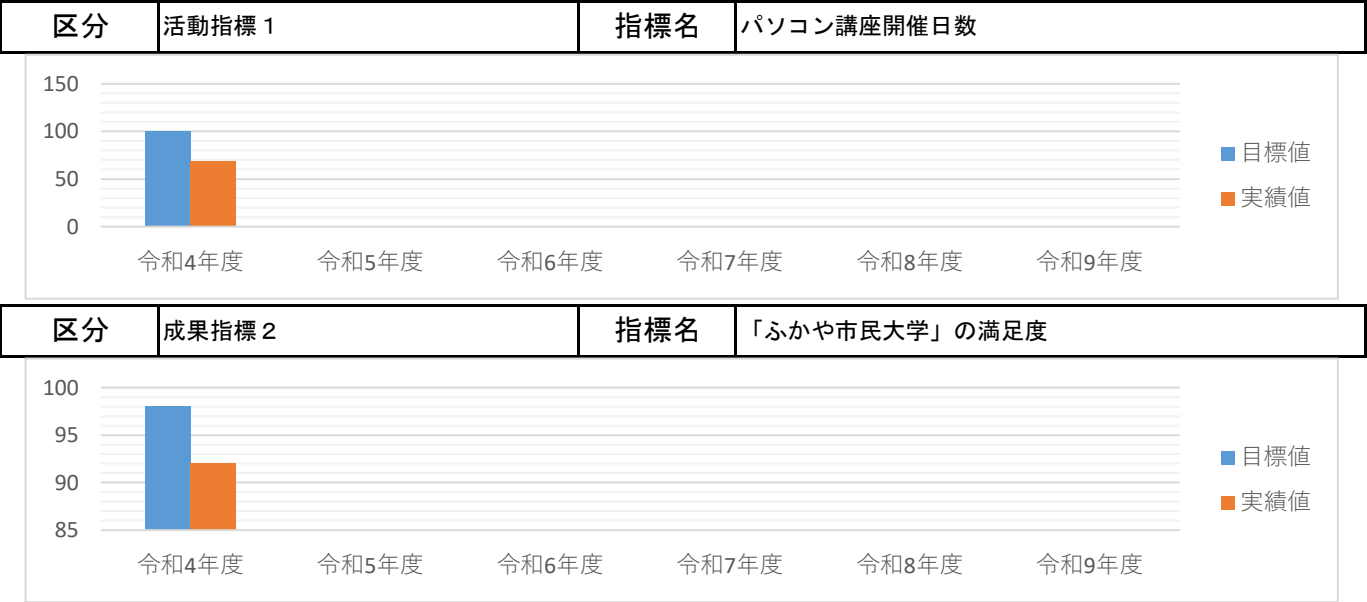 区分 活動指標１ 指標名 パソコン講座開催日数
150
100
50
0
目標値
実績値
令和4年度 令和5年度 令和6年度 令和7年度 令和8年度 令和9年度
区分 成果指標２ 指標名 「ふかや市民大学」の満足度
100
95
90
85
目標値
実績値
令和4年度 令和5年度 令和6年度 令和7年度 令和8年度 令和9年度